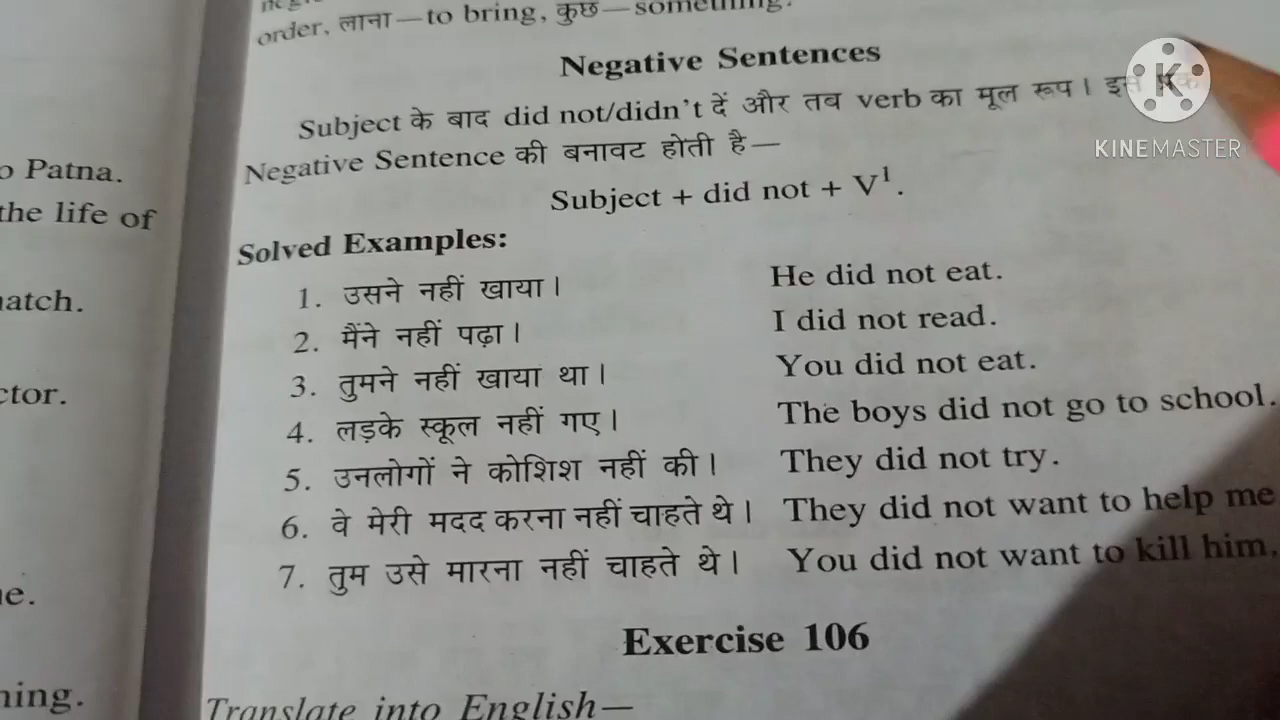 order, लाना—to bring, कुछ—something.
Negative Sentences
Subject के बाद did not/didn't दें और तब verb का मूल रूप।
Negative Sentence की बनावट होती है—
Subject + did not + V¹.
Solved Examples:
1. उसने नहीं खाया। He did not eat.
2. मैंने नहीं पढ़ा। I did not read.
3. तुमने नहीं खाया था। You did not eat.
4. लड़के स्कूल नहीं गए। The boys did not go to school.
5. उनलोगों ने कोशिश नहीं की। They did not try.
6. वे मेरी मदद करना नहीं चाहते थे। They did not want to help me
7. तुम उसे मारना नहीं चाहते थे। You did not want to kill him.
Exercise 106
Translate into English—
Patna.
the life of
K
KINEMASTER